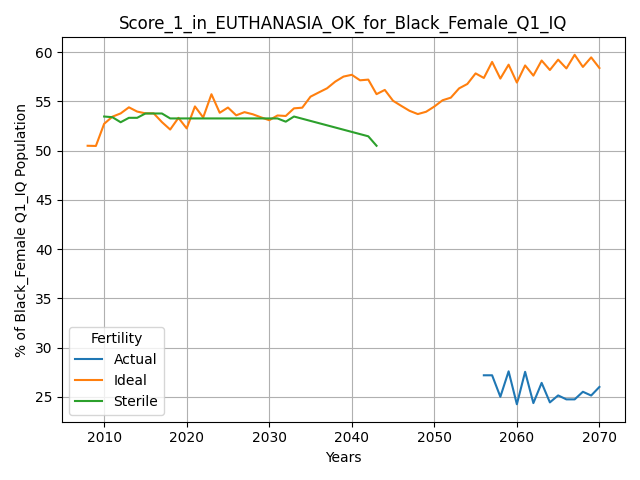 Score_1_in_EUTHANASIA_OK_for_Black_Female_Q1_IQ
% of Black_Female Q1_IQ Population
60
55
50
45
40
35
30
25
Fertility
Actual
Ideal
Sterile
2010 2020 2030 2040 2050 2060 2070
Years